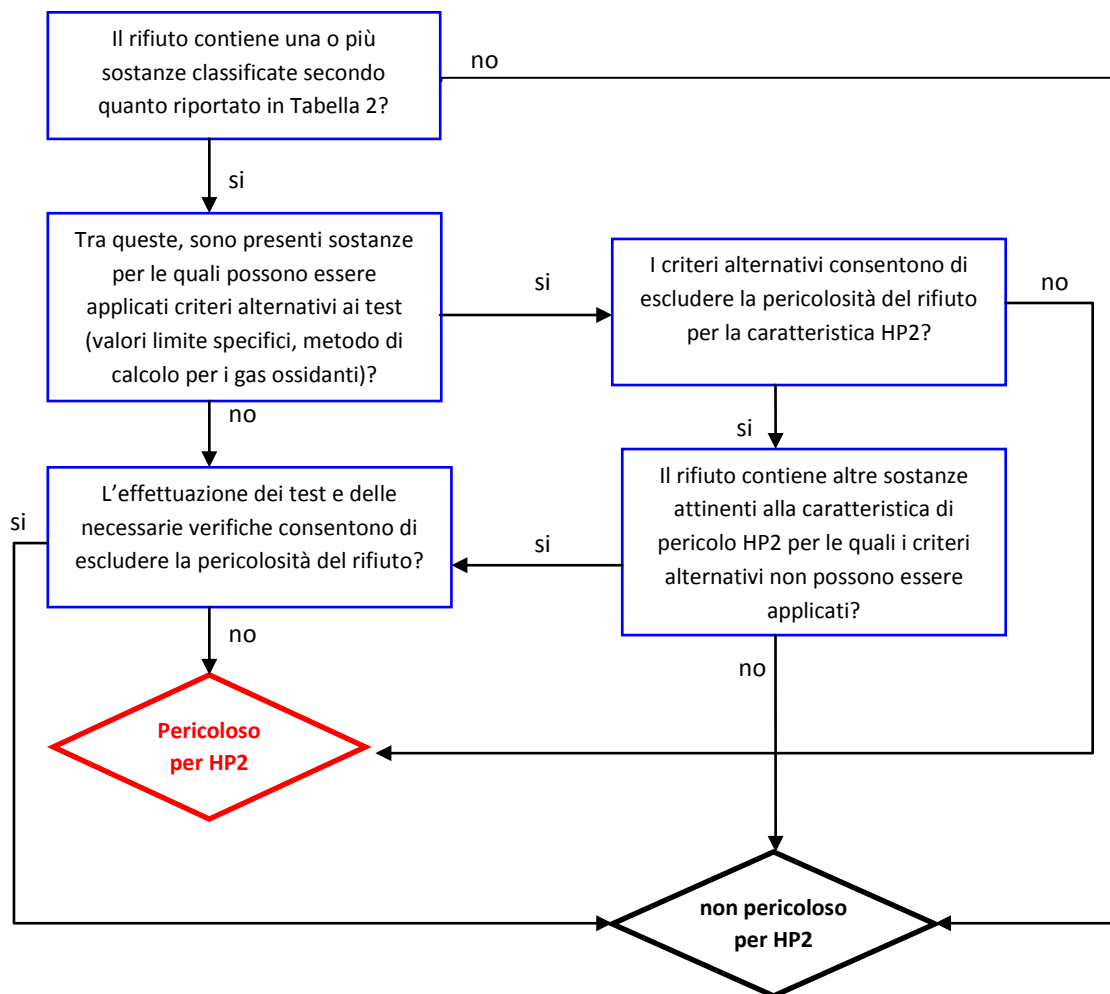 Il rifiuto contiene una o più
sostanze classificate secondo
quanto riportato in Tabella 2?
no
si
Tra queste, sono presenti sostanze
per le quali possono essere
applicati criteri alternativi ai test
(valori limite specifici, metodo di
calcolo per i gas ossidanti)?
si
I criteri alternativi consentono di
escludere la pericolosità del rifiuto
per la caratteristica HP2?
no
no
si
L’effettuazione dei test e delle
necessarie verifiche consentono di
escludere la pericolosità del rifiuto?
si
si
Il rifiuto contiene altre sostanze
attinenti alla caratteristica di
pericolo HP2 per le quali i criteri
alternativi non possono essere
applicati?
no
no
Pericoloso
per HP2
non pericoloso
per HP2